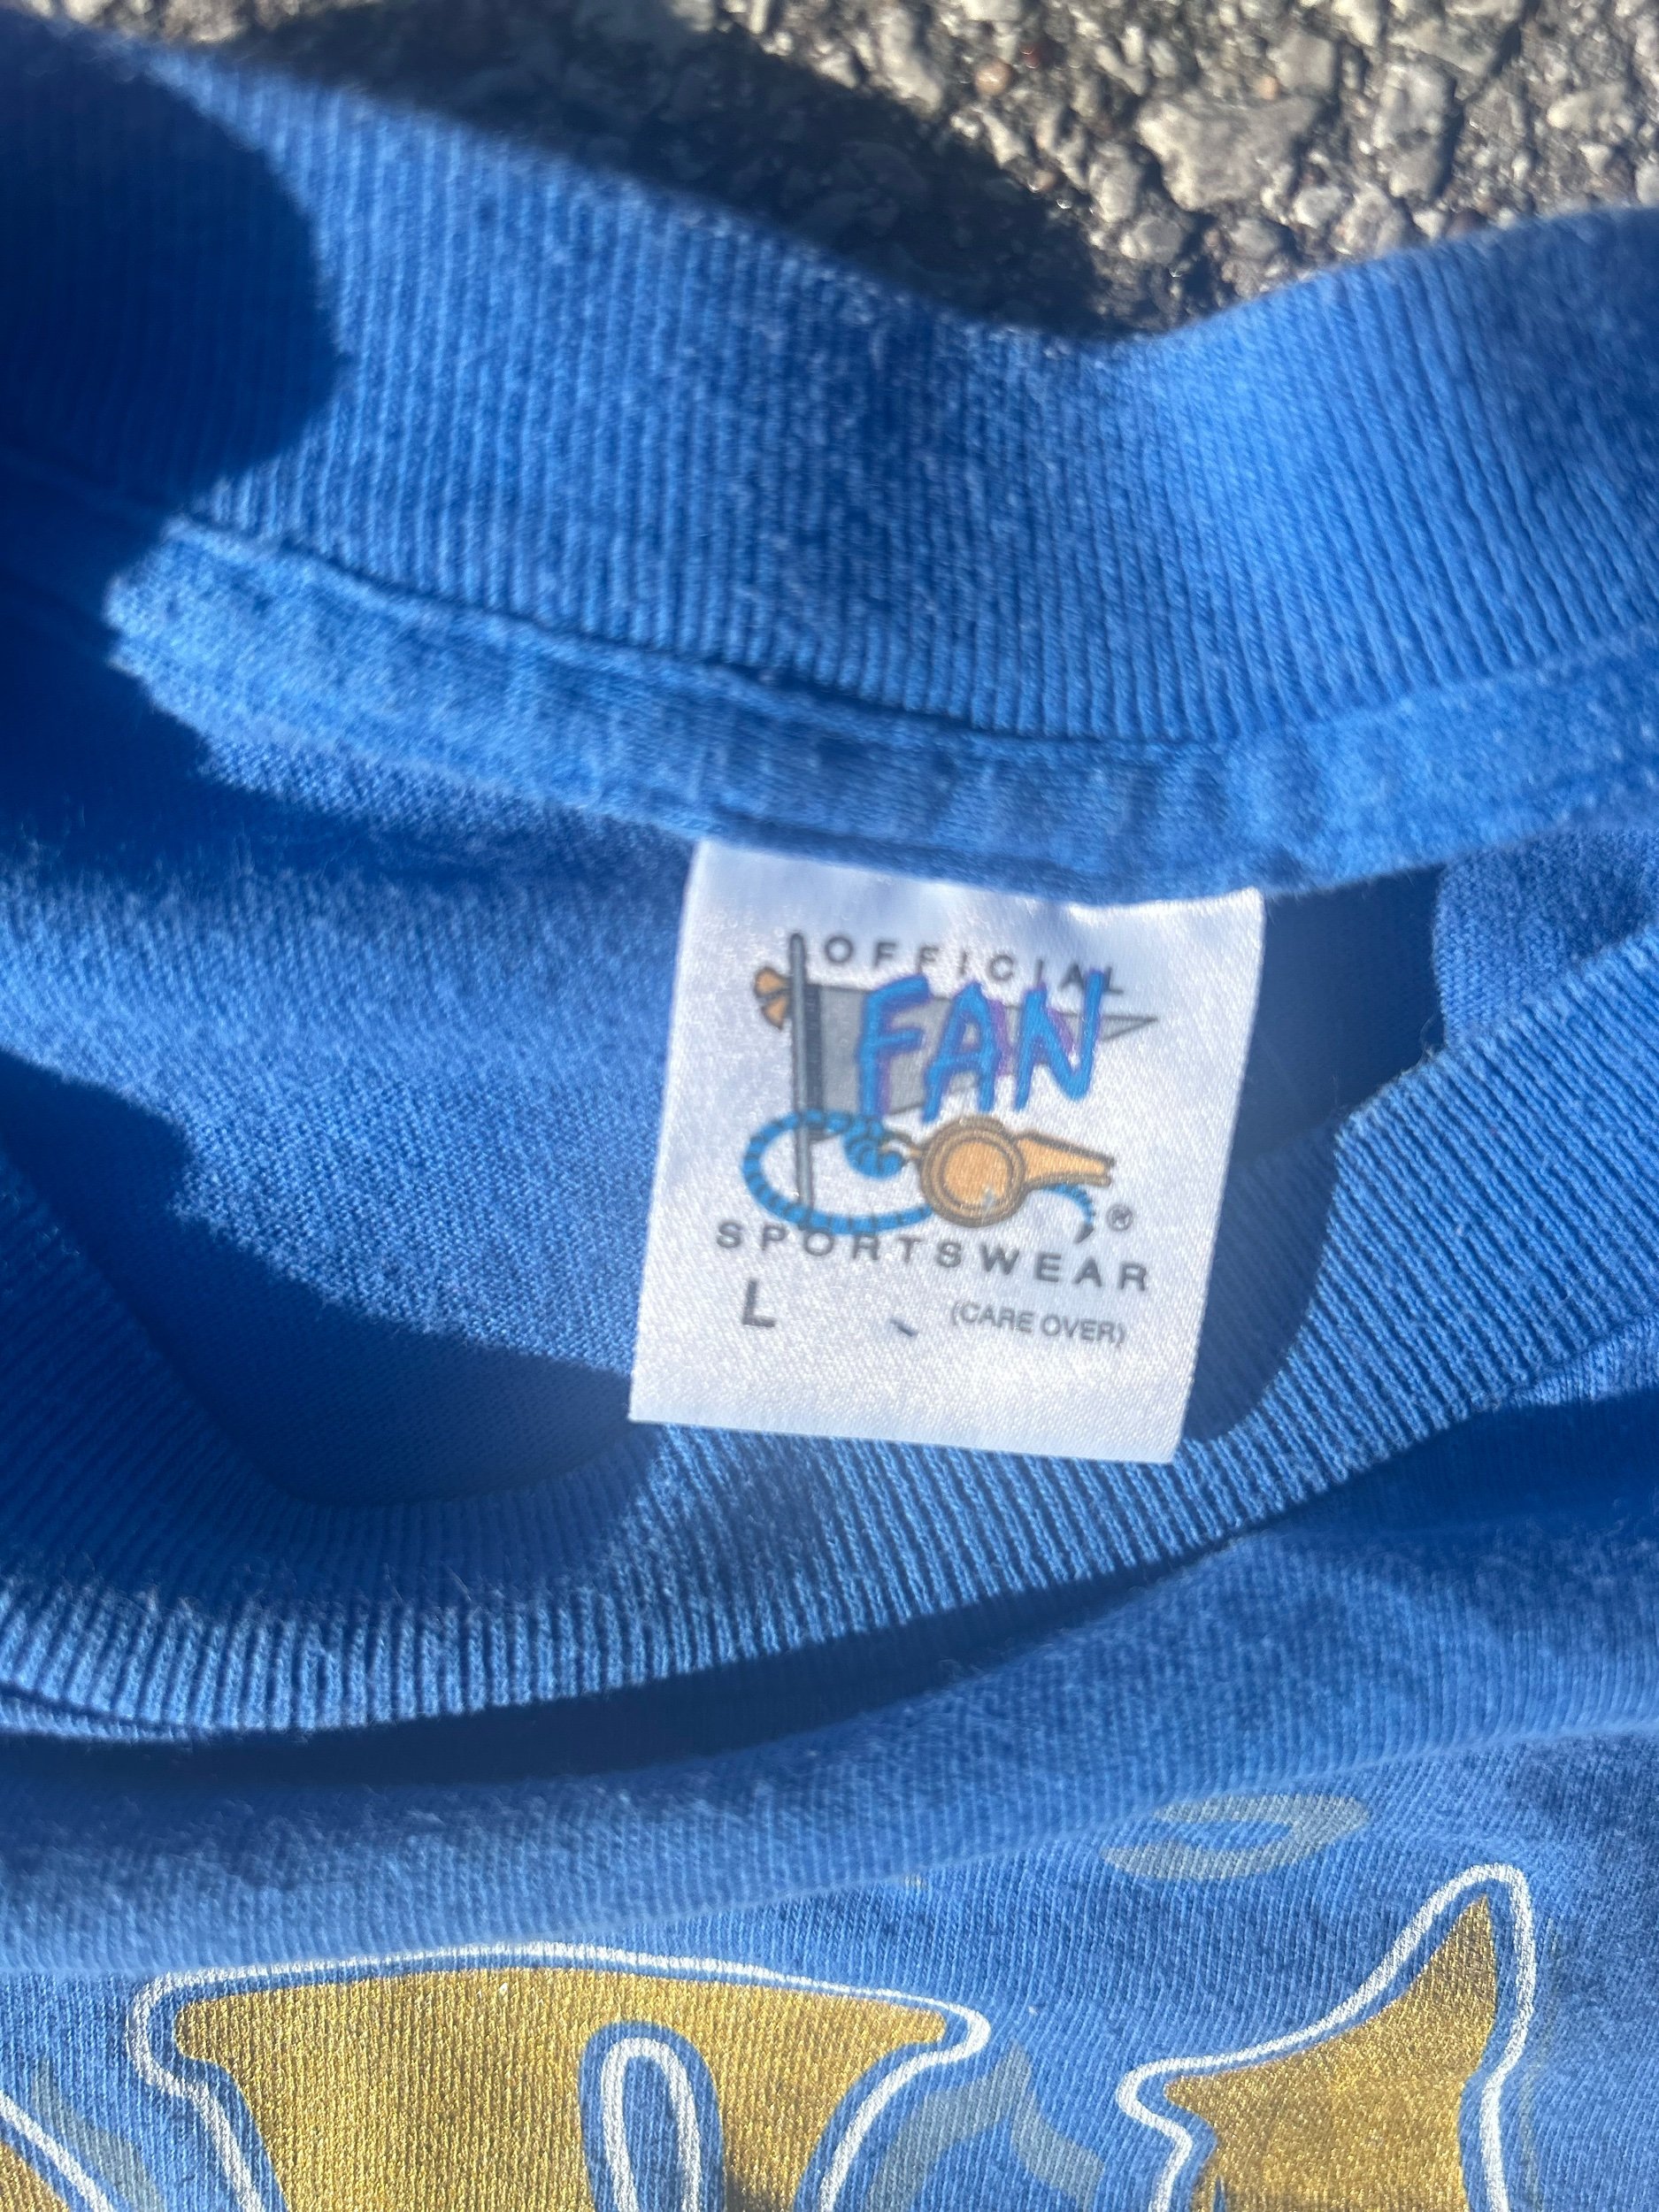 OFFICIAL
FAN
®
SPORTSWEAR
L (CARE OVER)